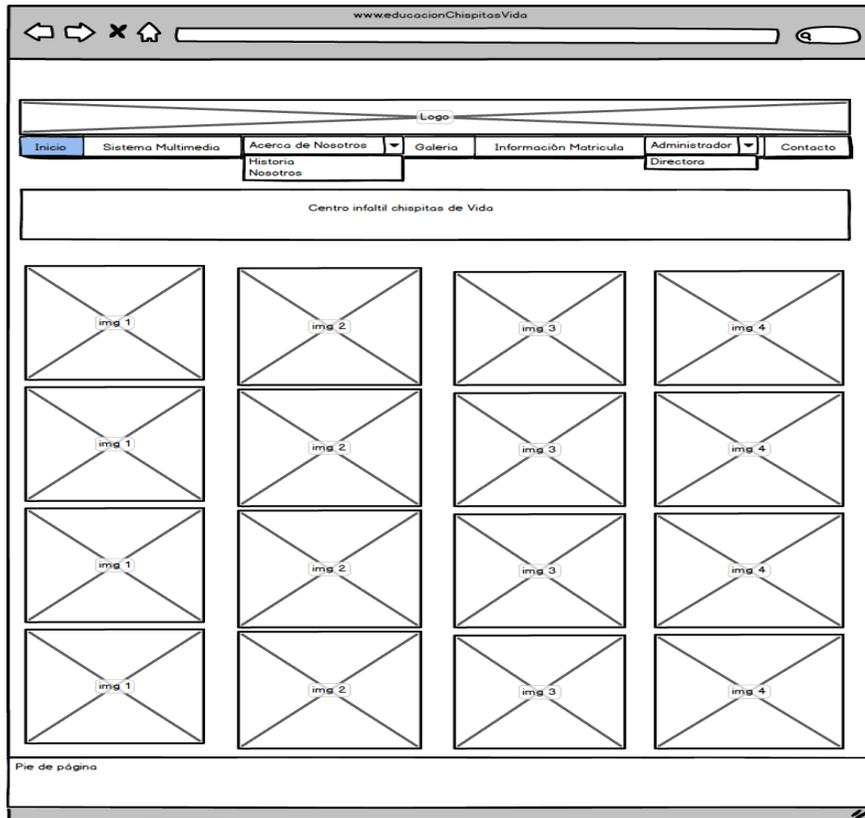 www.educacionChispitasVida
Logo
Inicio Sistema Multimedia Acerca de Nosotros Galeria Información Matricula Administrador Contacto
Historia Directora
Nosotros
Centro infaltil chispitas de Vida
img 1 img 2 img 3 img 4
img 1 img 2 img 3 img 4
img 1 img 2 img 3 img 4
img 1 img 2 img 3 img 4
Pie de página